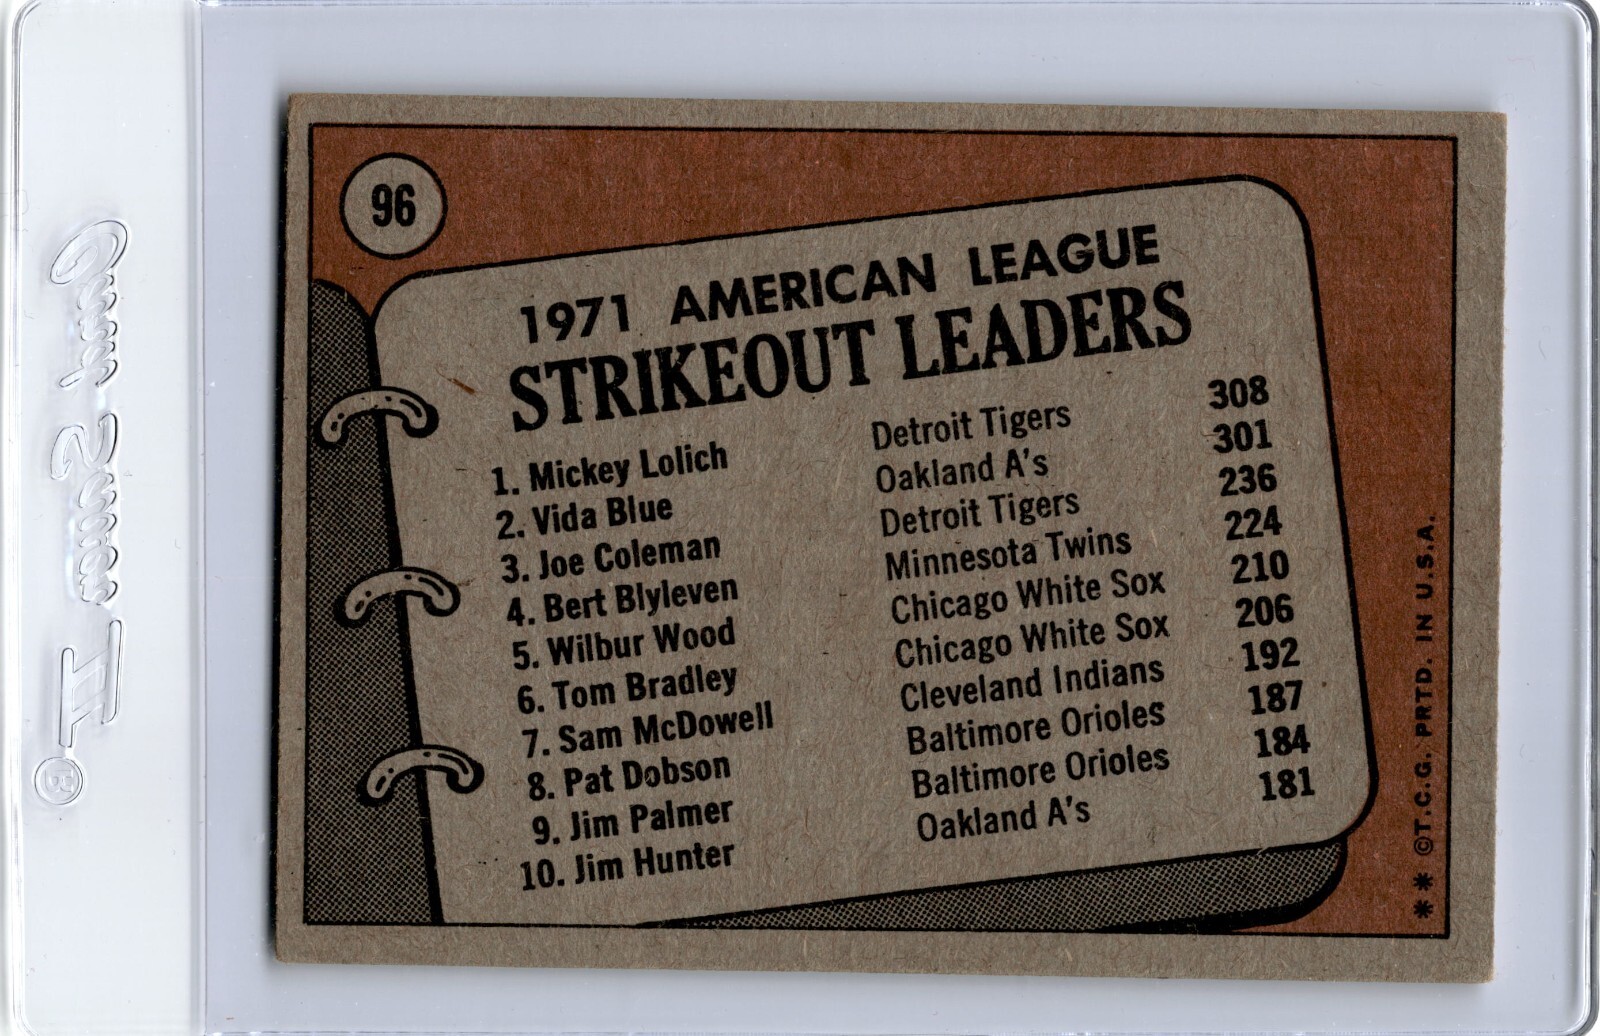 96
1971 AMERICAN LEAGUE
STRIKEOUT LEADERS
1. Mickey Lolich Detroit Tigers 308
2. Vida Blue Oakland A's 301
3. Joe Coleman Detroit Tigers 236
4. Bert Blyleven Minnesota Twins 224
5. Wilbur Wood Chicago White Sox 210
6. Tom Bradley Chicago White Sox 206
7. Sam McDowell Cleveland Indians 192
8. Pat Dobson Baltimore Orioles 187
9. Jim Palmer Baltimore Orioles 184
10. Jim Hunter Oakland A's 181
** ©T.C.G. PRTD. IN U.S.A.
Card Saver II ®